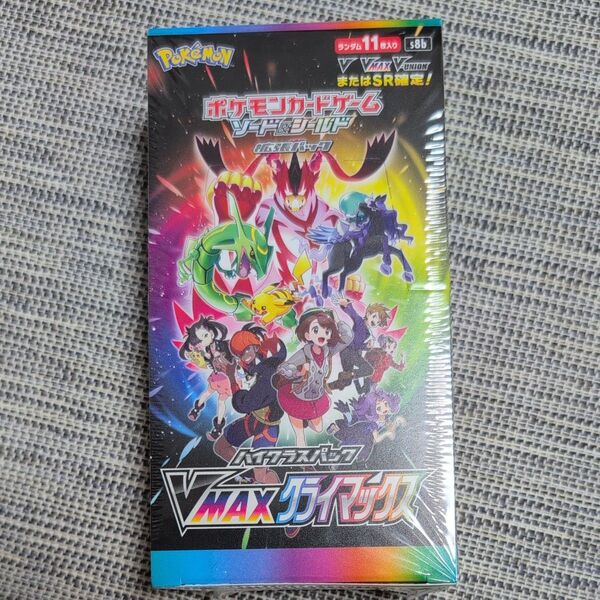 Pokémon
ランダム11枚入り s8b
V VMAX V-UNION
またはSR確定!
ポケモンカードゲーム
ソード&シールド
拡張パック
ハイクラスパック
VMAXクライマックス